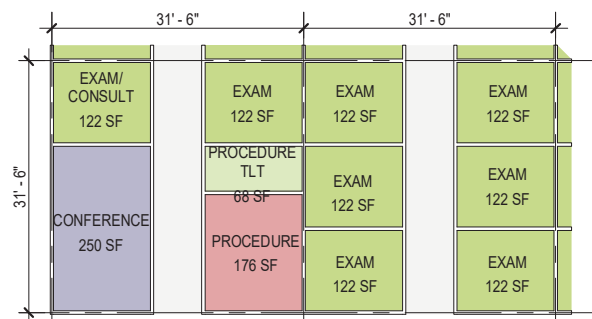 31' - 6"
31' - 6"
31' - 6"
EXAM/
CONSULT
122 SF
EXAM
122 SF
EXAM
122 SF
EXAM
122 SF
PROCEDURE
TLT
68 SF
EXAM
122 SF
EXAM
122 SF
CONFERENCE
250 SF
PROCEDURE
176 SF
EXAM
122 SF
EXAM
122 SF